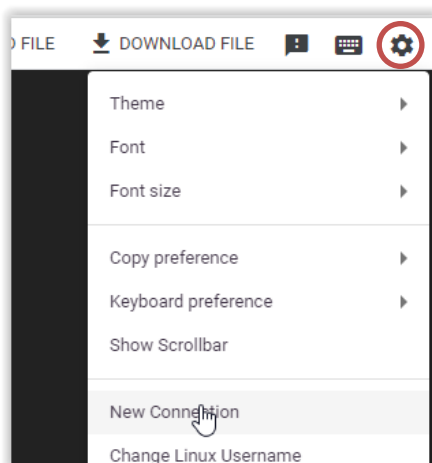 FILE DOWNLOAD FILE
Theme
Font
Font size
Copy preference
Keyboard preference
Show Scrollbar
New Connection
Change Linux Username